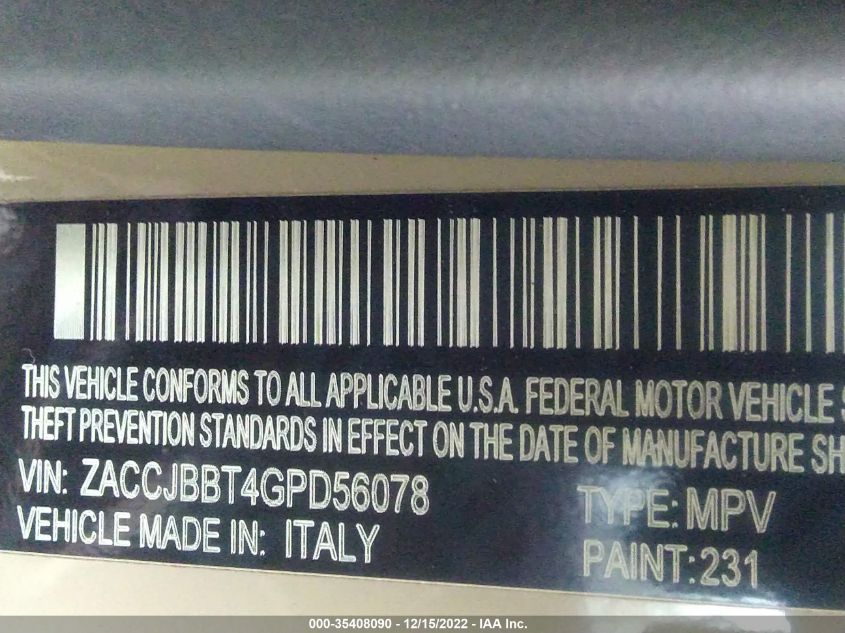 THIS VEHICLE CONFORMS TO ALL APPLICABLE U.S.A. FEDERAL MOTOR VEHICLE
THEFT PREVENTION STANDARDS IN EFFECT ON THE DATE OF MANUFACTURE SH
VIN: ZACCJBBT4GPD56078
TYPE: MPV
VEHICLE MADE IN: ITALY
PAINT: 231
000-35408090 - 12/15/2022 - IAA Inc.